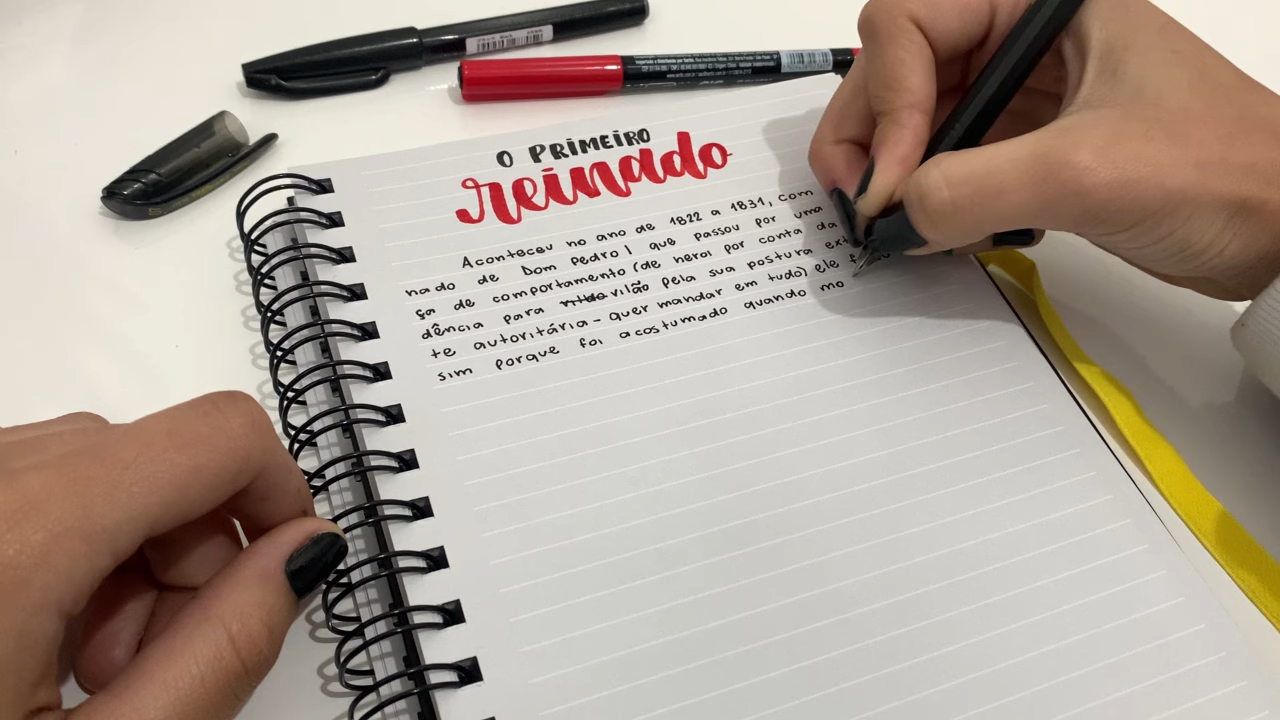 O PRIMEIRO
reinado
Aconteceu no ano de 1822 a 1831, com
nado de Dom Pedro I que passou por uma
ça de comportamento (de heroi por conta da
dência para vilão pela sua postura ext
te autoritária - quer mandar em tudo) ele
sim porque foi acostumado quando mo